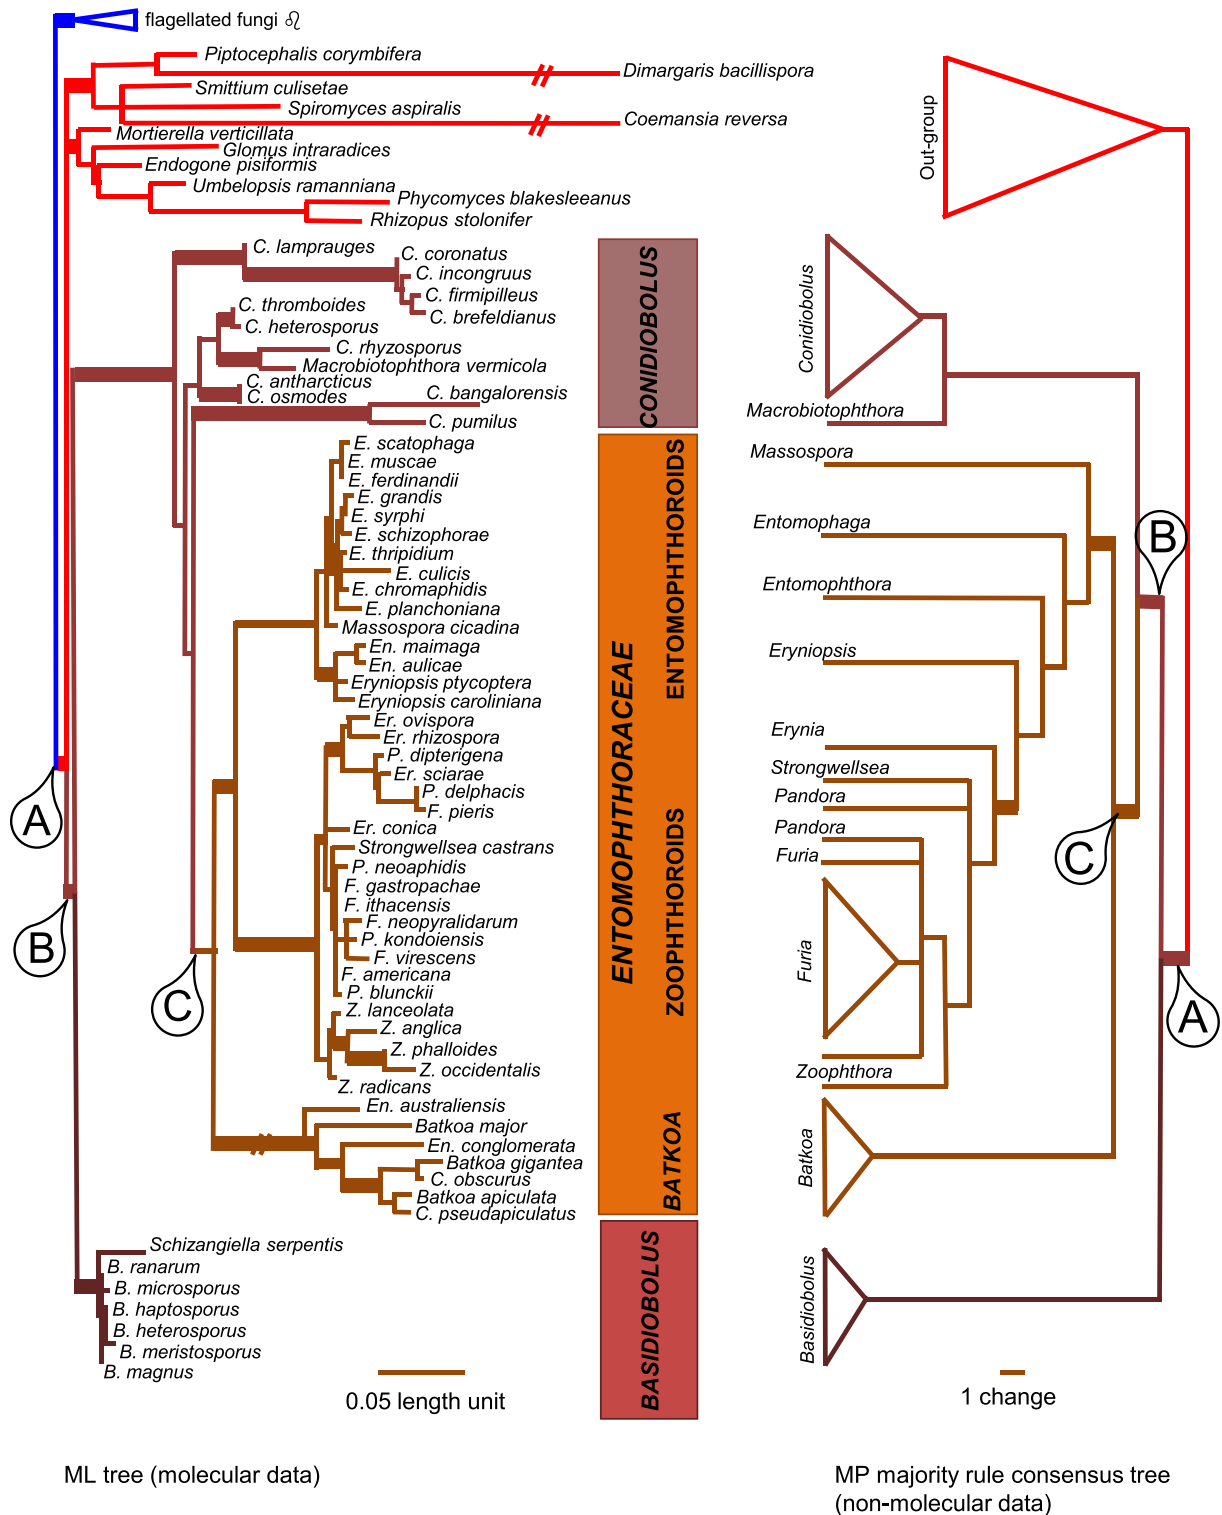 flagellated fungi ♌
Piptocephalis corymbifera
Dimargaris bacillispora
Smittium culisetae
Spiromyces aspiralis
Coemansia reversa
Mortierella verticillata
Glomus intraradices
Endogone pisiformis
Umbelopsis ramanniana
Phycomyces blakesleeanus
Rhizopus stolonifer
C. lamprauges
C. coronatus
C. incongruus
C. firmipilleus
C. brefeldianus
C. thromboides
C. heterosporus
C. rhyzosporus
Macrobiotophthora vermicola
C. antharcticus
C. osmodes
C. bangalorensis
C. pumilus
E. scatophaga
E. muscae
E. ferdinandii
E. grandis
E. syrphi
E. schizophorae
E. thripidium
E. culicis
E. chromaphidis
E. planchoniana
Massospora cicadina
En. maimaga
En. aulicae
Eryniopsis ptycoptera
Eryniopsis caroliniana
Er. ovispora
Er. rhizospora
P. dipterigena
Er. sciarae
P. delphacis
F. pieris
Er. conica
Strongwellsea castrans
P. neoaphidis
F. gastropachae
F. ithacensis
F. neopyralidarum
P. kondoiensis
F. virescens
F. americana
P. blunckii
Z. lanceolata
Z. anglica
Z. phalloides
Z. occidentalis
Z. radicans
En. australiensis
Batkoa major
En. conglomerata
Batkoa gigantea
C. obscurus
Batkoa apiculata
C. pseudapiculatus
Schizangiella serpentis
B. ranarum
B. microsporus
B. haptosporus
B. heterosporus
B. meristosporus
B. magnus
A
B
C
0.05 length unit
ML tree (molecular data)
CONIDIOBOLUS
ENTOMOPHTHORACEAE
ENTOMOPHTHOROIDS
ZOOPHTHOROIDS
BATKOA
BASIDIOBOLUS
Out-group
Conidiobolus
Macrobiotophthora
Massospora
Entomophaga
Entomophthora
Eryniopsis
Erynia
Strongwellsea
Pandora
Pandora
Furia
Furia
Zoophthora
Batkoa
Basidiobolus
B
C
A
1 change
MP majority rule consensus tree
(non-molecular data)